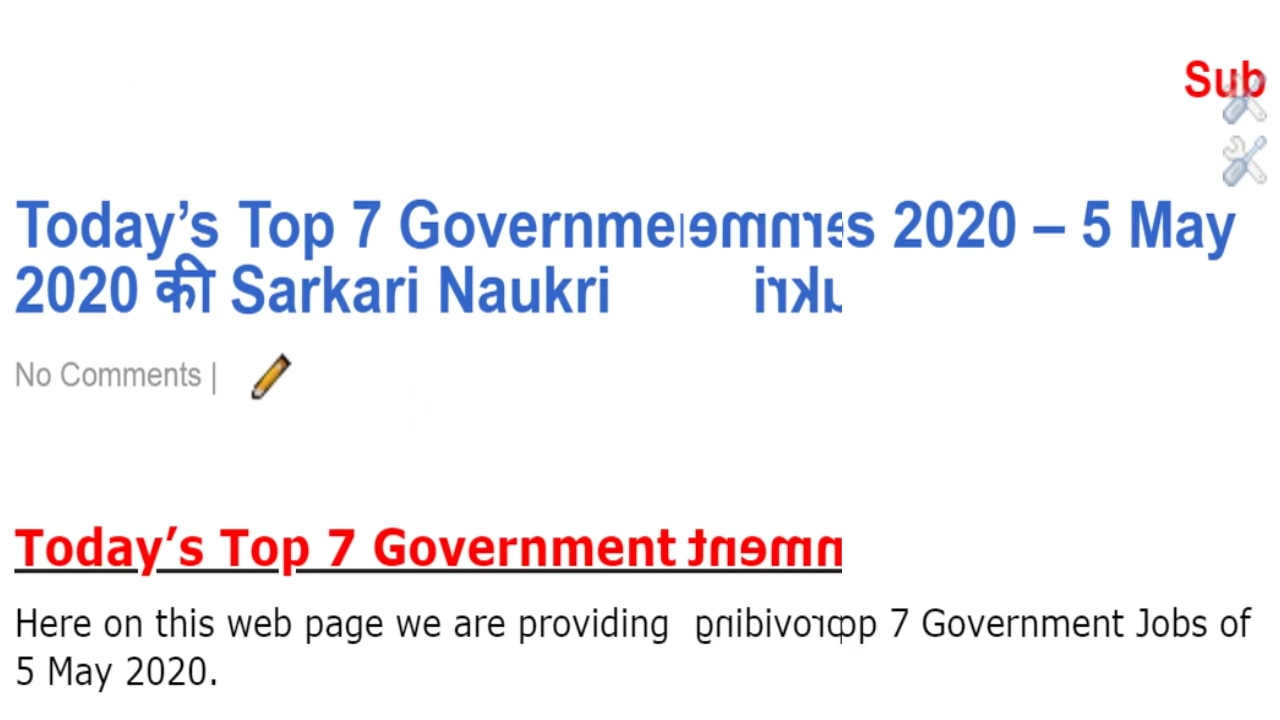 Sub
Today’s Top 7 Governme s 2020 – 5 May
2020 की Sarkari Naukri
No Comments |
Today’s Top 7 Government
Here on this web page we are providing p 7 Government Jobs of
5 May 2020.